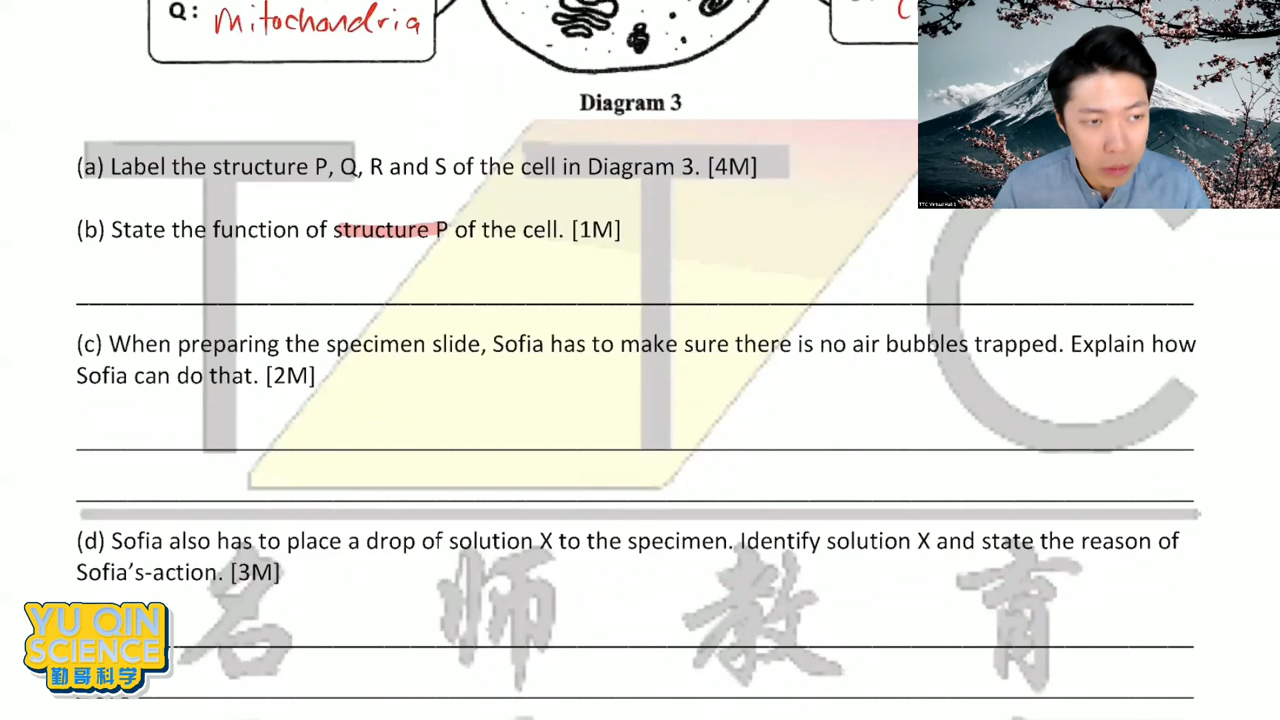 Q: mitochondria
Diagram 3
(a) Label the structure P, Q, R and S of the cell in Diagram 3. [4M]
(b) State the function of structure P of the cell. [1M]
(c) When preparing the specimen slide, Sofia has to make sure there is no air bubbles trapped. Explain how
Sofia can do that. [2M]
(d) Sofia also has to place a drop of solution X to the specimen. Identify solution X and state the reason of
Sofia's-action. [3M]
TTC
名师教育
YU QIN
SCIENCE
勤哥科学